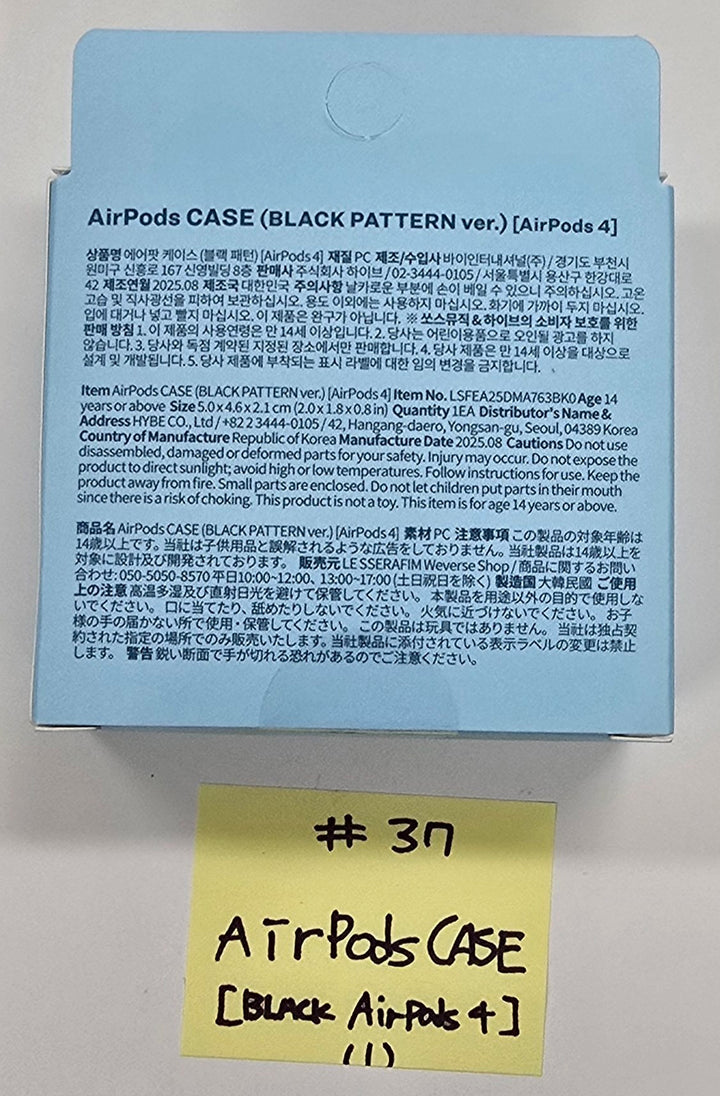 AirPods CASE (BLACK PATTERN ver.) [AirPods 4]
상품명 에어팟 케이스 (블랙 패턴) [AirPods 4] 재질 PC 제조/수입사 바이인터내셔널(주) / 경기도 부천시
원미구 신흥로 167 신영빌딩 8층 판매사 주식회사 하이브 / 02-3444-0105 / 서울특별시 용산구 한강대로
42 제조연월 2025.08 제조국 대한민국 주의사항 날카로운 부분에 손이 베일 수 있으니 주의하십시오. 고온
고습 및 직사광선을 피하여 보관하십시오. 용도 이외에는 사용하지 마십시오. 화기에 가까이 두지 마십시오.
입에 대거나 넣고 빨지 마십시오. 이 제품은 완구가 아닙니다. ※ 쏘스뮤직 & 하이브의 소비자 보호를 위한
판매 방침 1. 이 제품의 사용연령은 만 14세 이상입니다. 2. 당사는 어린이용품으로 오인될 광고를 하지
않습니다. 3. 당사와 독점 계약된 지정된 장소에서만 판매합니다. 4. 당사 제품은 만 14세 이상을 대상으로
설계 및 개발됩니다. 5. 당사 제품에 부착되는 표시 라벨에 대한 임의 변경을 금지합니다.
Item AirPods CASE (BLACK PATTERN ver.) [AirPods 4] Item No. LSFEA25DMA763BK0 Age 14
years or above Size 5.0 x 4.6 x 2.1 cm (2.0 x 1.8 x 0.8 in) Quantity 1EA Distributor's Name &
Address HYBE CO., Ltd / +82 2 3444-0105 / 42, Hangang-daero, Yongsan-gu, Seoul, 04389 Korea
Country of Manufacture Republic of Korea Manufacture Date 2025.08 Cautions Do not use
disassembled, damaged or deformed parts for your safety. Injury may occur. Do not expose the
product to direct sunlight; avoid high or low temperatures. Follow instructions for use. Keep the
product away from fire. Small parts are enclosed. Do not let children put parts in their mouth
since there is a risk of choking. This product is not a toy. This item is for age 14 years or above.
商品名 AirPods CASE (BLACK PATTERN ver.) [AirPods 4] 素材 PC 注意事項 この製品の対象年齢は
14歳以上です。当社は子供用品と誤解されるような広告をしておりません。当社製品は14歳以上を
対象に設計及び開発されております。 販売元 LE SSERAFIM Weverse Shop / 商品に関するお問い
合わせ: 050-5050-8570 平日10:00~12:00、13:00~17:00 (土日祝日を除く) 製造国 大韓民國 ご使用
上の注意 高温多湿及び直射日光を避けて保管してください。 本製品を用途以外の目的で使用しな
いでください。 口に当てたり、舐めたりしないでください。 火気に近づけないでください。 お子
様の手の届かない所で使用・保管してください。 この製品は玩具ではありません。 当社は独占契
約された指定の場所でのみ販売いたします。当社製品に添付されている表示ラベルの変更は禁止
します。 警告 鋭い断面で手が切れる恐れがあるのでご注意ください。
# 37
AirPods CASE
[BLACK AirPods 4]
(1)